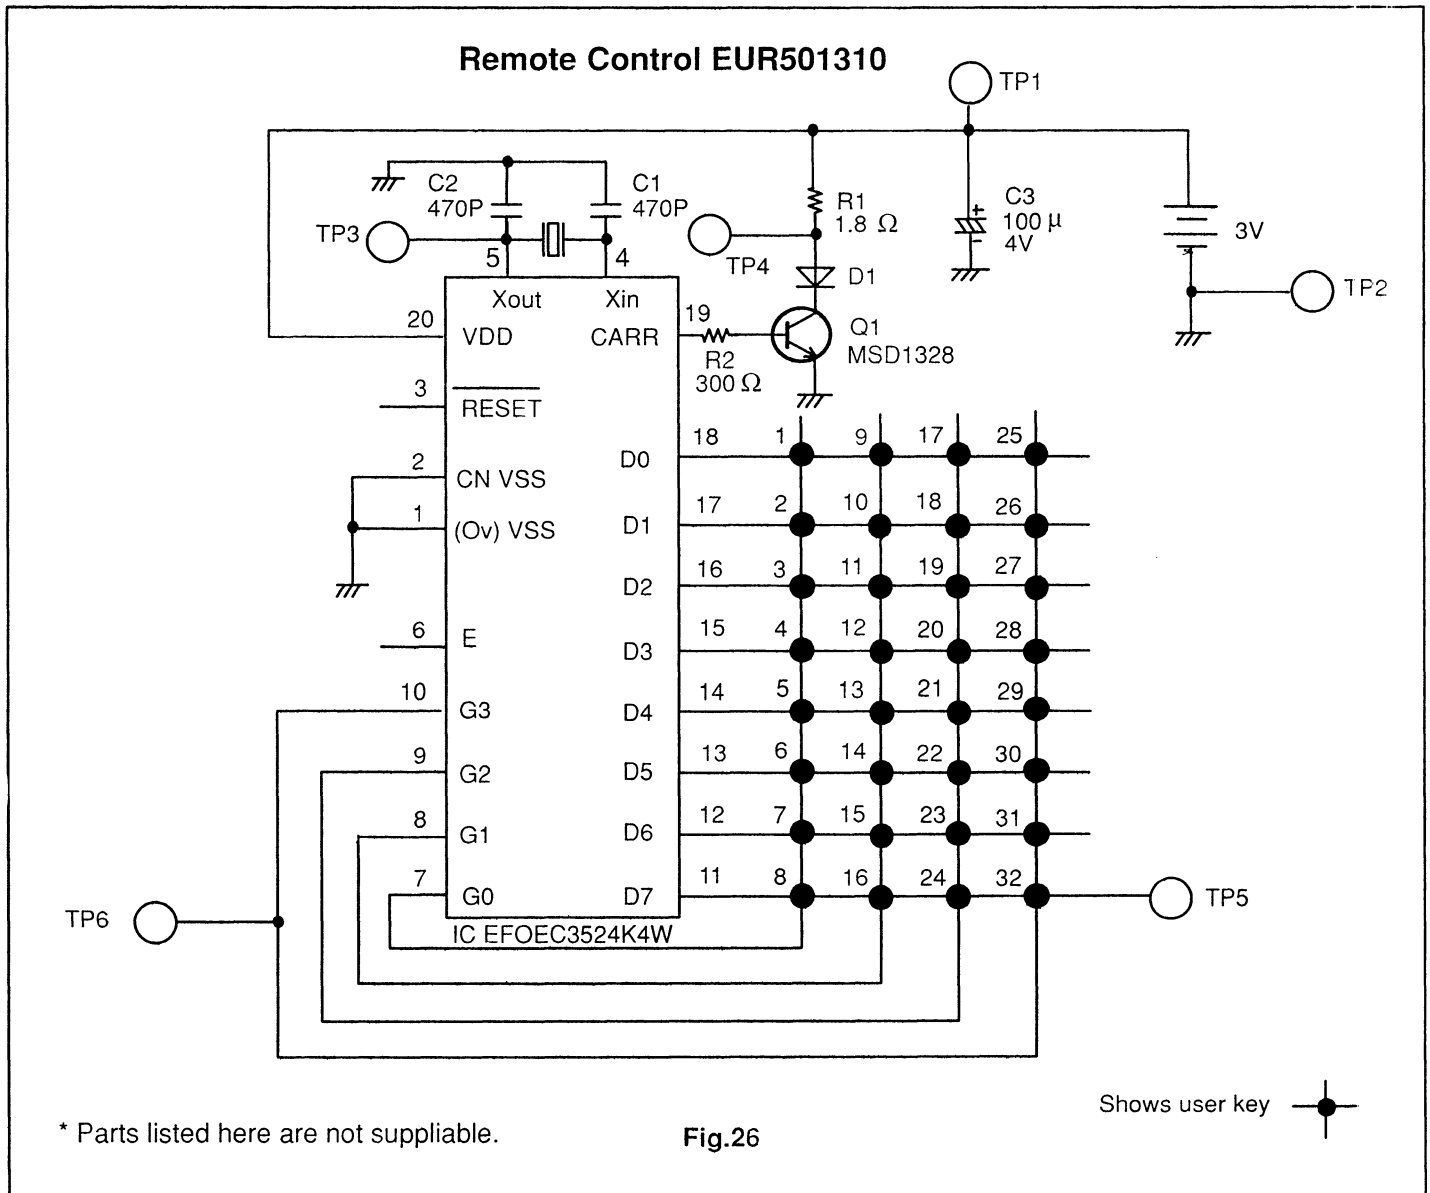 Remote Control EUR501310
TP1
C2
470P
C1
470P
R1
1.8 Ω
C3
100 μ
4V
+
-
3V
TP3
TP4
D1
TP2
5
4
Xout
Xin
20
VDD
CARR
19
R2
300 Ω
Q1
MSD1328
3
RESET
2
CN VSS
1
(Ov) VSS
6
E
10
G3
9
G2
8
G1
7
G0
D0
18
1
9
17
25
D1
17
2
10
18
26
D2
16
3
11
19
27
D3
15
4
12
20
28
D4
14
5
13
21
29
D5
13
6
14
22
30
D6
12
7
15
23
31
D7
11
8
16
24
32
TP5
TP6
IC EFOEC3524K4W
Shows user key
* Parts listed here are not suppliable.
Fig.26